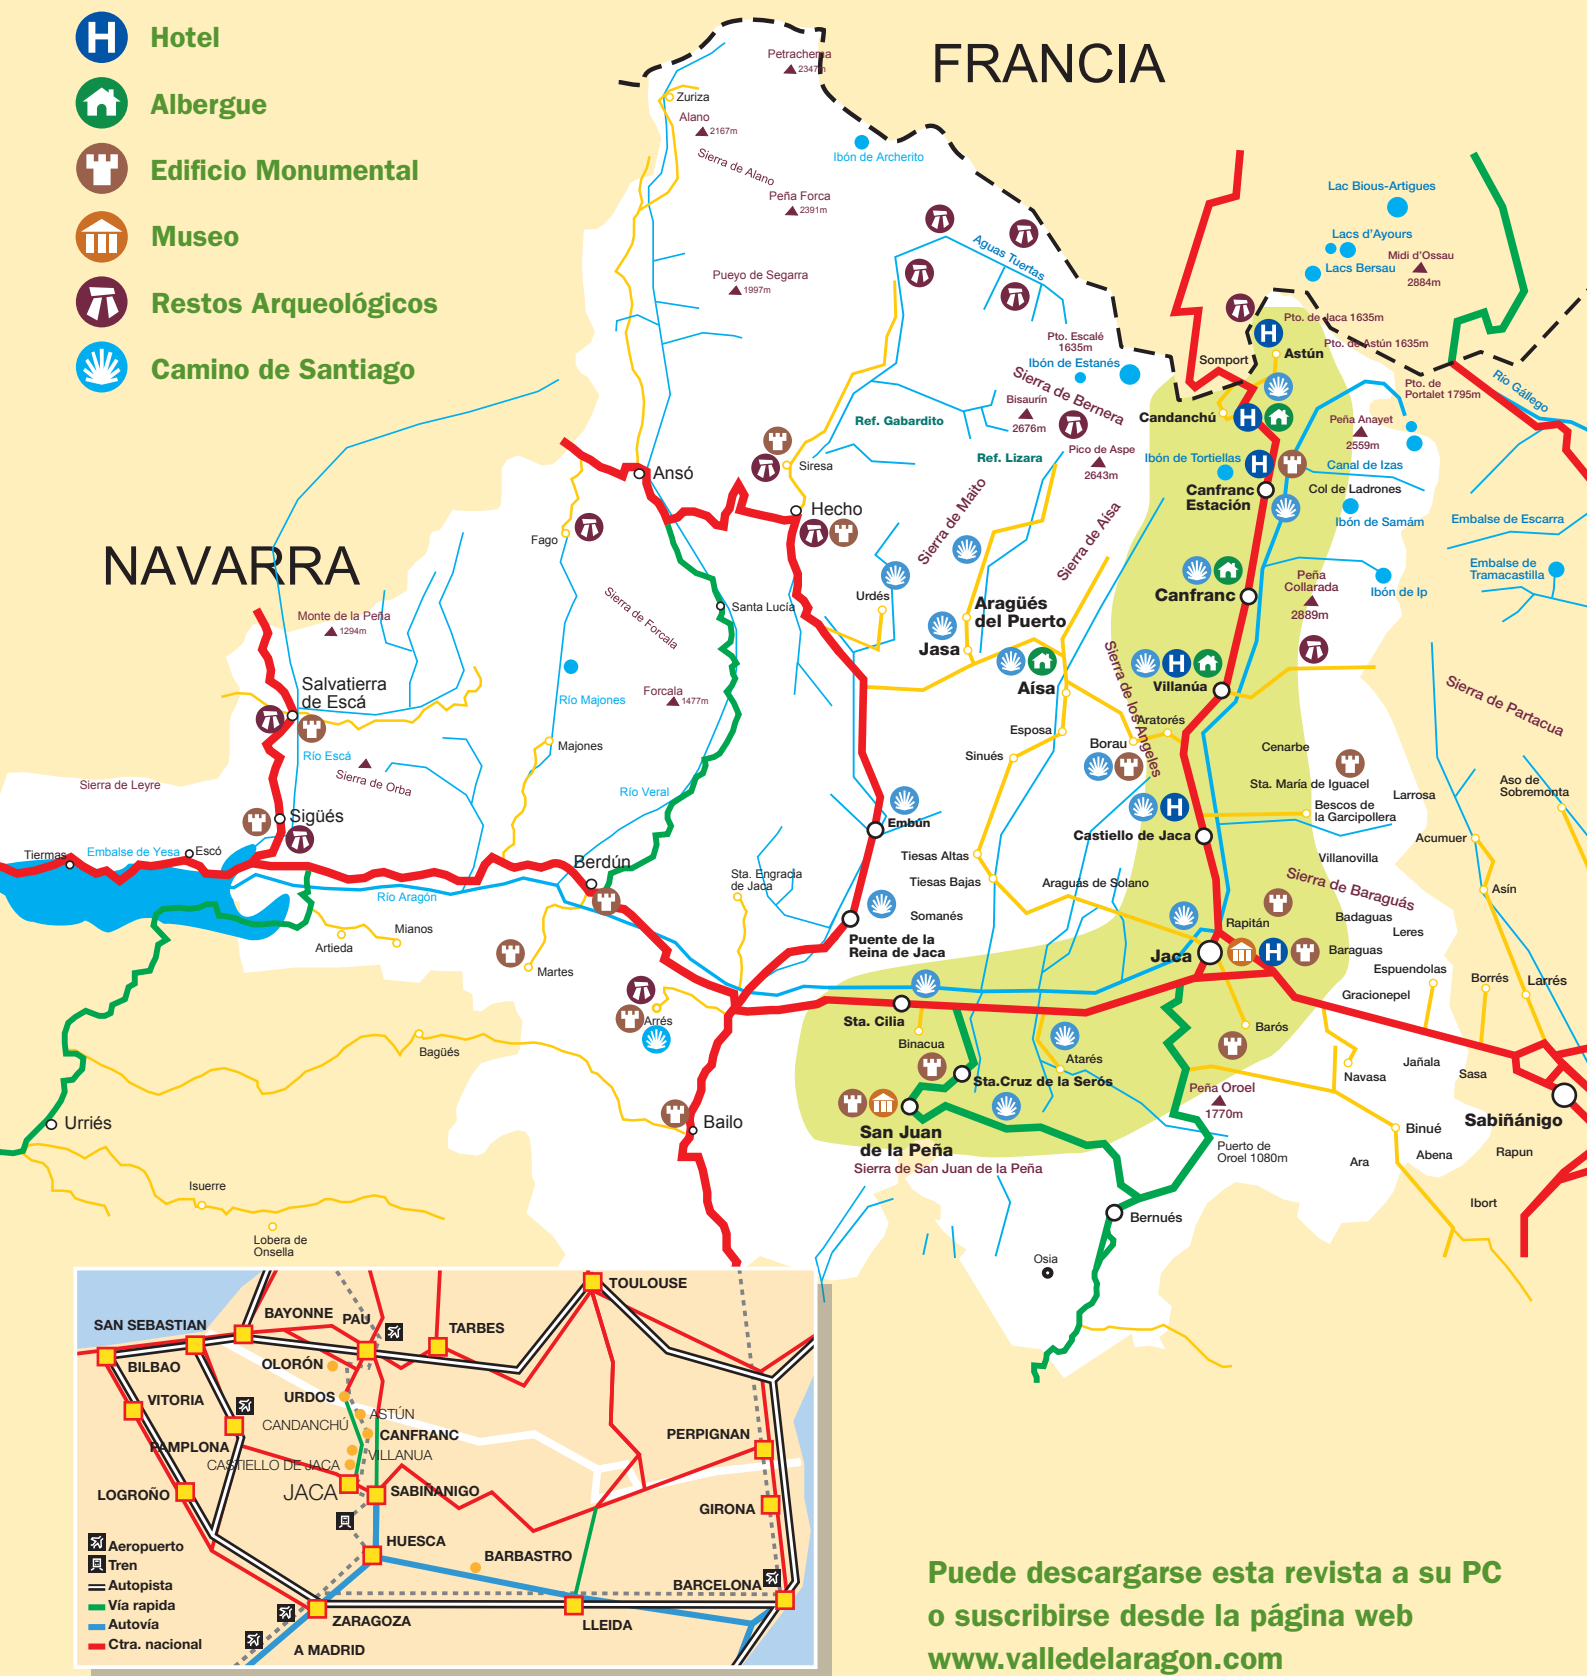 Hotel
Albergue
Edificio Monumental
Museo
Restos Arqueológicos
Camino de Santiago
FRANCIA
NAVARRA
Petrachema
2347m
Zuriza
Alano
2167m
Sierra de Alano
Ibón de Archerito
Peña Forca
2391m
Pueyo de Segarra
1997m
Aguas Tuertas
Lac Bious-Artigues
Lacs d'Ayours
Lacs Bersau
Midi d'Ossau
2884m
Pto. de Jaca 1635m
Pto. de Astún 1635m
Astún
Somport
Pto. Escalé
1635m
Ibón de Estanés
Sierra de Bernera
Bisaurín
2676m
Pto. de
Portalet 1795m
Río Gállego
Candanchú
Peña Anayet
2559m
Ref. Gabardito
Ref. Lizara
Pico de Aspe
2643m
Ibón de Tortiellas
Canal de Izas
Canfranc
Estación
Col de Ladrones
Ibón de Samám
Embalse de Escarra
Embalse de
Tramacastilla
Siresa
Ansó
Hecho
Fago
Sierra de Maito
Sierra de Aísa
Urdés
Santa Lucía
Sierra de Forcala
Canfranc
Peña
Collarada
2889m
Ibón de Ip
Aragüés
del Puerto
Jasa
Aísa
Monte de la Peña
1294m
Salvatierra
de Escá
Río Majones
Forcala
1477m
Villanúa
Sierra de los Angeles
Sierra de Partacua
Aratorés
Esposa
Borau
Sinués
Cenarbe
Sta. María de Iguacel
Larrosa
Aso de
Sobremonta
Bescos de
la Garcipollera
Majones
Río Escá
Sierra de Orba
Sierra de Leyre
Río Veral
Embún
Castiello de Jaca
Acumuer
Sigüés
Tiermas
Embalse de Yesa
Escó
Berdún
Río Aragón
Sta. Engracia
de Jaca
Tiesas Altas
Tiesas Bajas
Araguás de Solano
Villanovilla
Sierra de Baraguás
Asín
Somanés
Rapitán
Badaguas
Leres
Puente de la
Reina de Jaca
Jaca
Baraguas
Espuendolas
Borrés
Larrés
Gracionepel
Mianos
Artieda
Martes
Arrés
Sta. Cilia
Binacua
Atarés
Barós
Navasa
Jañala
Sasa
Bagüés
Sta.Cruz de la Serós
Peña Oroel
1770m
Sabiñánigo
Urriés
Bailo
San Juan
de la Peña
Sierra de San Juan de la Peña
Puerto de
Oroel 1080m
Binué
Abena
Rapun
Ara
Isuerre
Ibort
Bernués
Lobera de
Onsella
Osia
TOULOUSE
BAYONNE
PAU
SAN SEBASTIAN
TARBES
BILBAO
OLORÓN
VITORIA
URDOS
ASTÚN
CANDANCHÚ
CANFRANC
PAMPLONA
VILLANUA
CASTIELLO DE JACA
PERPIGNAN
JACA
SABIÑANIGO
LOGROÑO
GIRONA
HUESCA
BARBASTRO
BARCELONA
ZARAGOZA
LLEIDA
A MADRID
Aeropuerto
Tren
Autopista
Vía rapida
Autovía
Ctra. nacional
Puede descargarse esta revista a su PC
o suscribirse desde la página web
www.valledelaragon.com